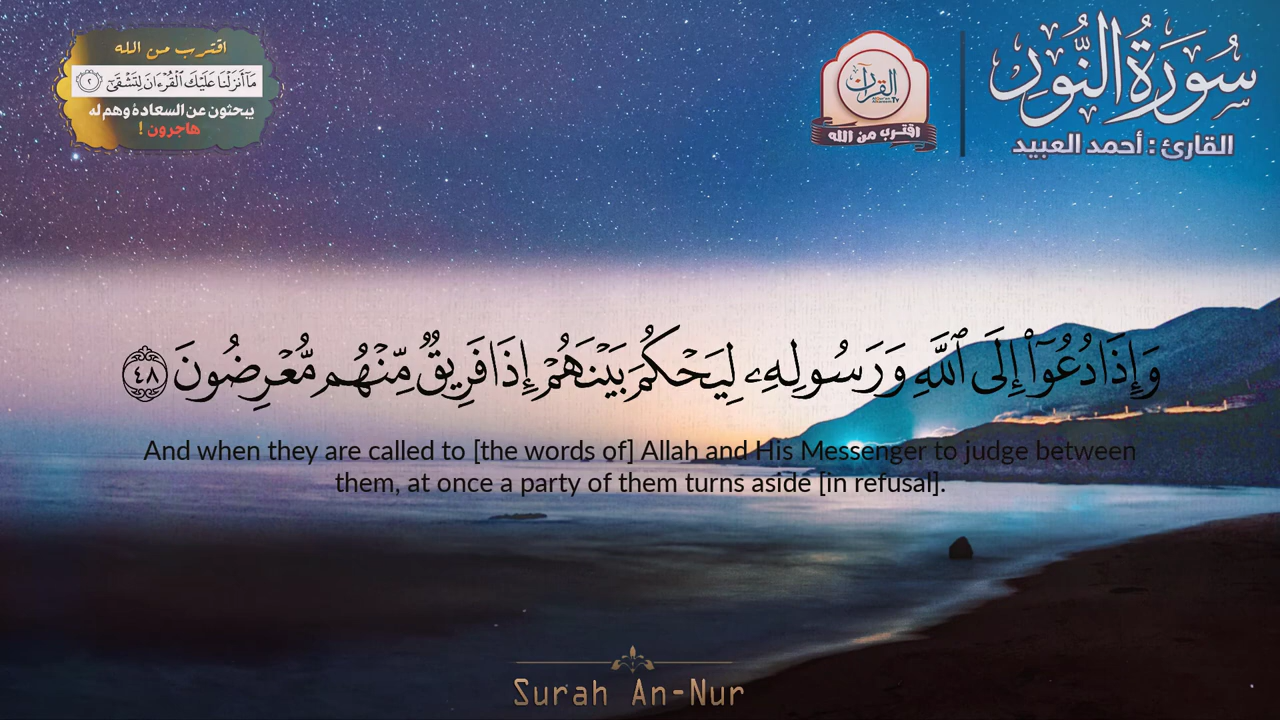 اقترب من الله
مَآ أَنزَلْنَا عَلَيْكَ ٱلْقُرْءَانَ لِتَشْقَىٰٓ ٢
يبحثون عن السعادة وهم له
هاجرون !
القرآن
اقترب من الله
سُورَةُ النُّورِ
القارئ : أحمد العبيد
وَإِذَا دُعُوٓا۟ إِلَى ٱللَّهِ وَرَسُولِهِۦ لِيَحْكُمَ بَيْنَهُمْ إِذَا فَرِيقٌ مِّنْهُم مُّعْرِضُونَ ٤٨
And when they are called to [the words of] Allah and His Messenger to judge between
them, at once a party of them turns aside [in refusal].
Surah An-Nur